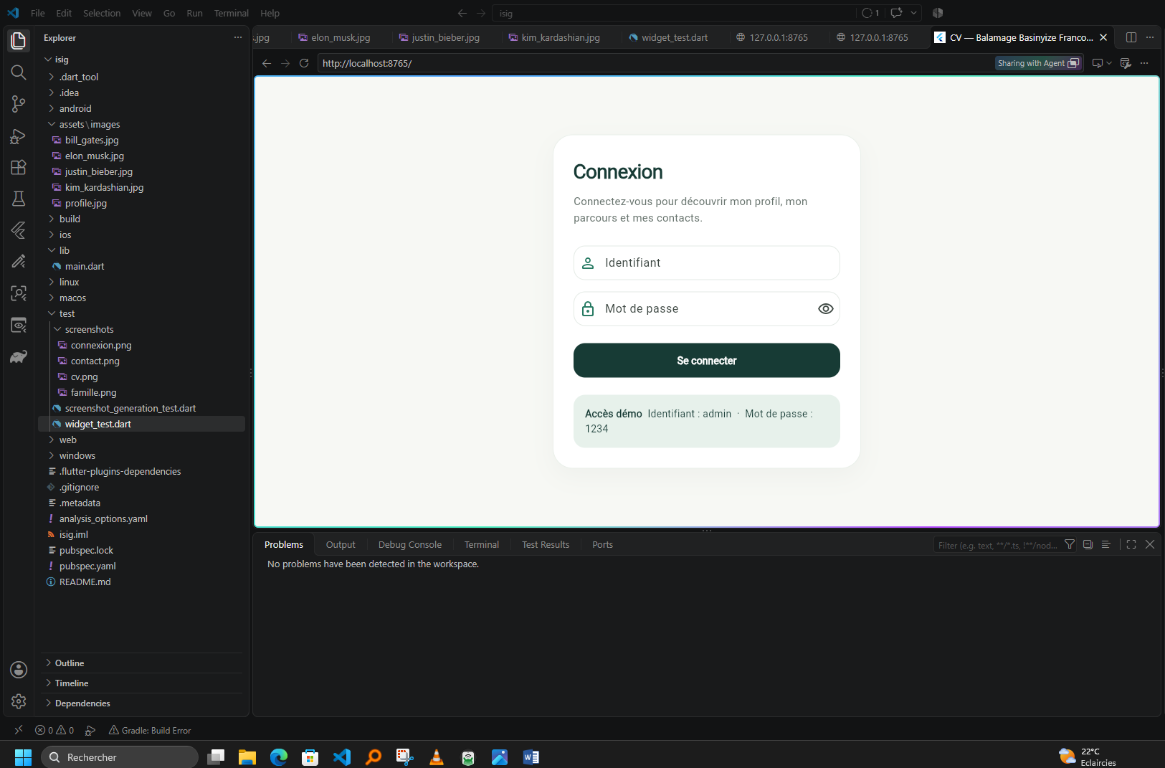 File Edit Selection View Go Run Terminal Help
isig
1
Explorer
.jpg
elon_musk.jpg
justin_bieber.jpg
kim_kardashian.jpg
widget_test.dart
127.0.0.1:8765
127.0.0.1:8765
CV — Balamage Basinyize Franco...
http://localhost:8765/
Sharing with Agent
isig
.dart_tool
.idea
android
assets\images
bill_gates.jpg
elon_musk.jpg
justin_bieber.jpg
kim_kardashian.jpg
profile.jpg
build
ios
lib
main.dart
linux
macos
test
screenshots
connexion.png
contact.png
cv.png
famille.png
screenshot_generation_test.dart
widget_test.dart
web
windows
.flutter-plugins-dependencies
.gitignore
.metadata
analysis_options.yaml
isig.iml
pubspec.lock
pubspec.yaml
README.md
Outline
Timeline
Dependencies
Connexion
Connectez-vous pour découvrir mon profil, mon
parcours et mes contacts.
Identifiant
Mot de passe
Se connecter
Accès démo Identifiant : admin · Mot de passe :
1234
Problems Output Debug Console Terminal Test Results Ports
Filter (e.g. text, **/*.ts, !**/nod...
No problems have been detected in the workspace.
0 0 Gradle: Build Error
Rechercher
22°C
Eclaircies